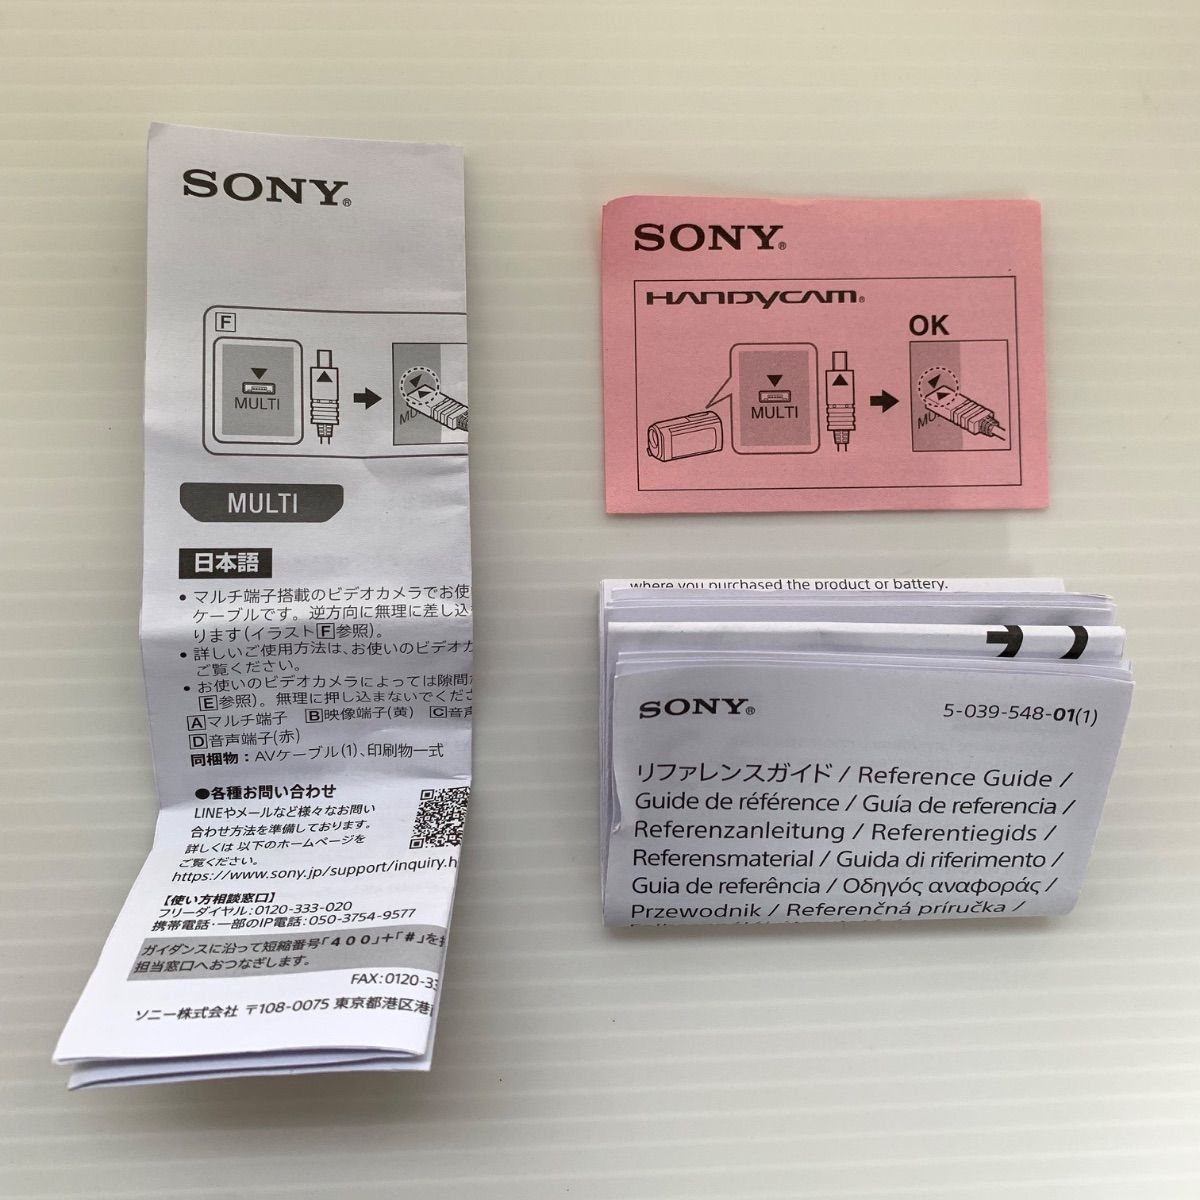 SONY®
F
MULTI
MU
MULTI
日本語
• マルチ端子搭載のビデオカメラでお使
ケーブルです。逆方向に無理に差し込
ります(イラストF参照)。
• 詳しいご使用方法は、お使いのビデオカ
ご覧ください。
• お使いのビデオカメラによっては隙間
E参照)。無理に押し込まないでくださ
Aマルチ端子 B映像端子(黄) C音声
D音声端子(赤)
同梱物：AVケーブル(1)、印刷物一式
●各種お問い合わせ
LINEやメールなど様々なお問い
合わせ方法を準備しております。
詳しくは 以下のホームページを
ご覧ください。
https://www.sony.jp/support/inquiry.h
【使い方相談窓口】
フリーダイヤル：0120-333-020
携帯電話・一部のIP電話：050-3754-9577
ガイダンスに沿って短縮番号「400」＋「#」を
担当窓口へおつなぎします。
FAX：0120-33
ソニー株式会社 〒108-0075 東京都港区港
SONY®
HANDYCAM®
OK
MULTI
MU
where you purchased the product or battery.
SONY®
5-039-548-01(1)
リファレンスガイド / Reference Guide /
Guide de référence / Guía de referencia /
Referenzanleitung / Referentiegids /
Referensmaterial / Guida di riferimento /
Guia de referência / Οδηγός αναφοράς /
Przewodnik / Referenčná príručka /